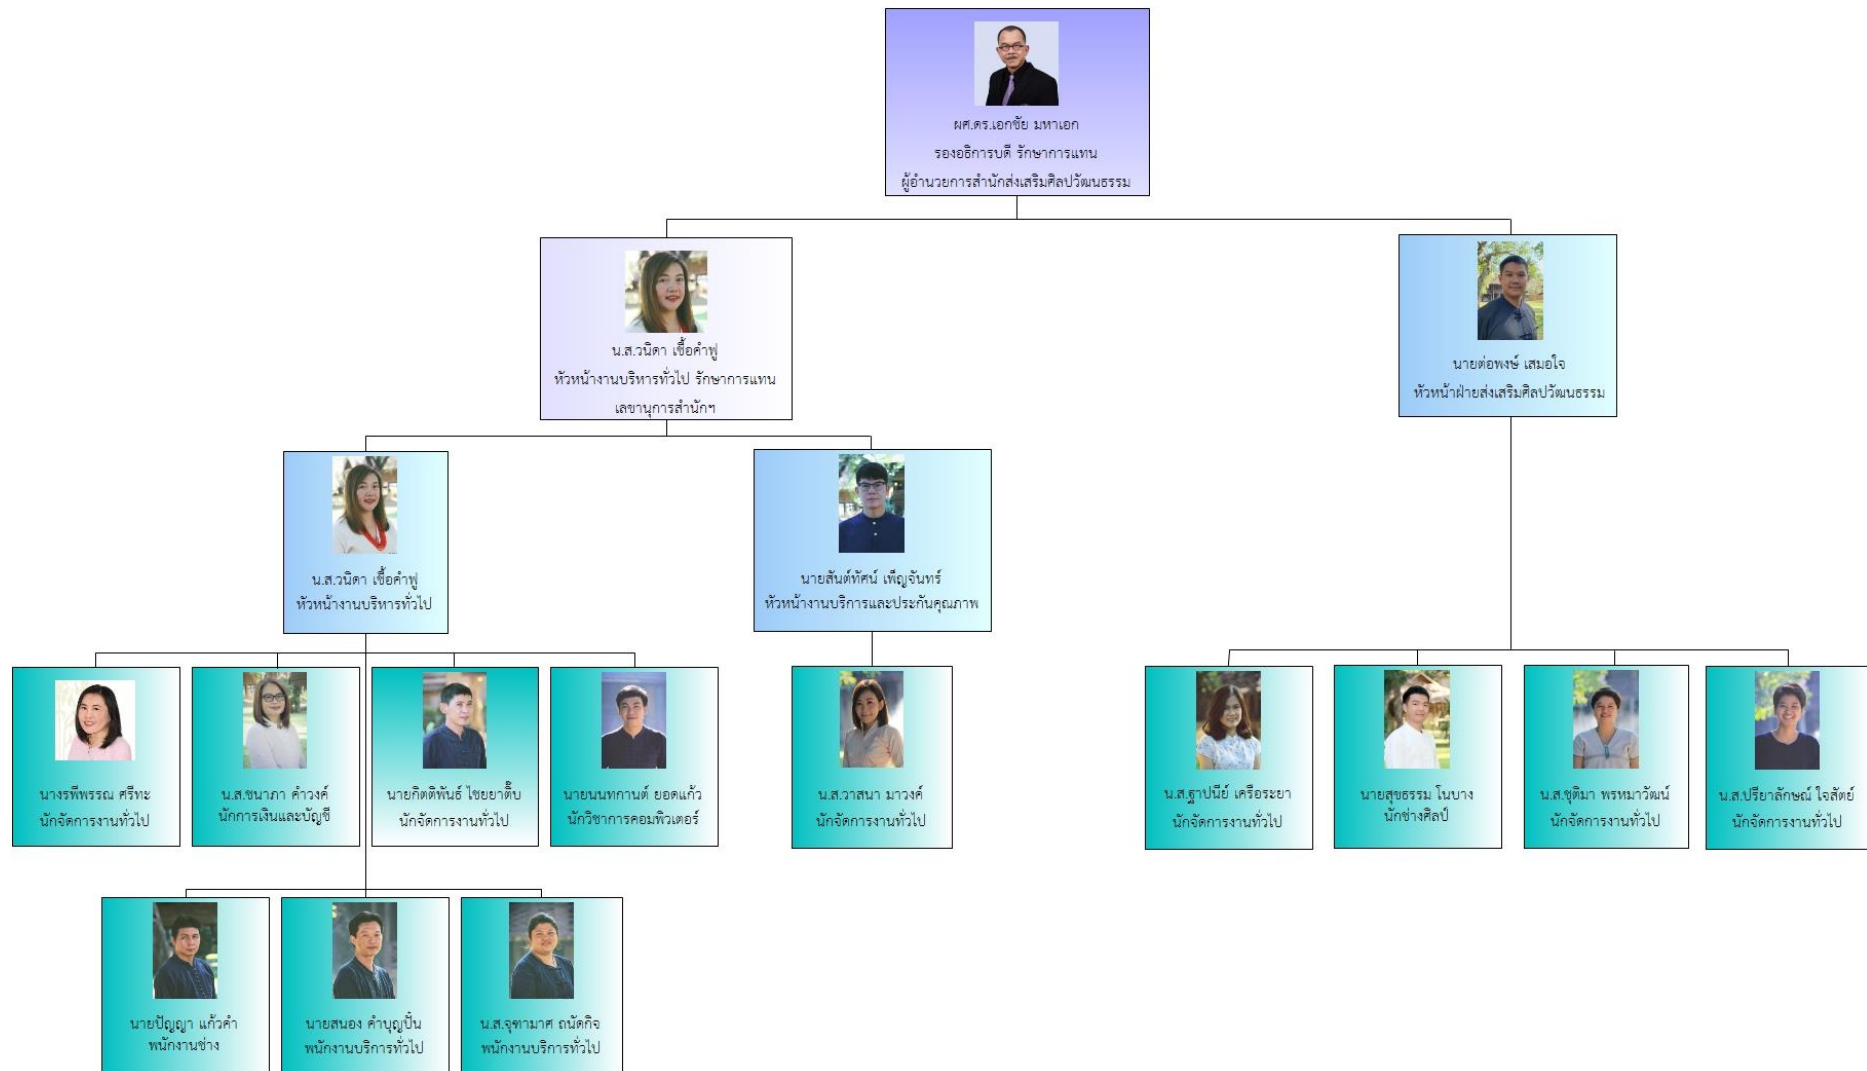 ผศ.ดร.เอกชัย มหาเอก
รองอธิการบดี รักษาการแทน
ผู้อำนวยการสำนักส่งเสริมศิลปวัฒนธรรม
น.ส.วนิดา เชื้อคำฟู
หัวหน้างานบริหารทั่วไป รักษาการแทน
เลขานุการสำนักฯ
นายต่อพงษ์ เสมอใจ
หัวหน้าฝ่ายส่งเสริมศิลปวัฒนธรรม
น.ส.วนิดา เชื้อคำฟู
หัวหน้างานบริหารทั่วไป
นายสันต์ทัศน์ เพ็ญจันทร์
หัวหน้างานบริการและประกันคุณภาพ
นางรพีพรรณ ศรีทะ
นักจัดการงานทั่วไป
น.ส.ชนาภา คำวงค์
นักการเงินและบัญชี
นายกิตติพันธ์ ไชยยาติ๊บ
นักจัดการงานทั่วไป
นายนนทกานต์ ยอดแก้ว
นักวิชาการคอมพิวเตอร์
น.ส.วาสนา มาวงค์
นักจัดการงานทั่วไป
น.ส.ฐาปนีย์ เครือระยา
นักจัดการงานทั่วไป
นายสุขธรรม โนบาง
นักช่างศิลป์
น.ส.ชุติมา พรหมาวัฒน์
นักจัดการงานทั่วไป
น.ส.ปรียาลักษณ์ ใจสัตย์
นักจัดการงานทั่วไป
นายปัญญา แก้วคำ
พนักงานช่าง
นายสนอง คำบุญปั๋น
พนักงานบริการทั่วไป
น.ส.จุฑามาศ ถนัดกิจ
พนักงานบริการทั่วไป